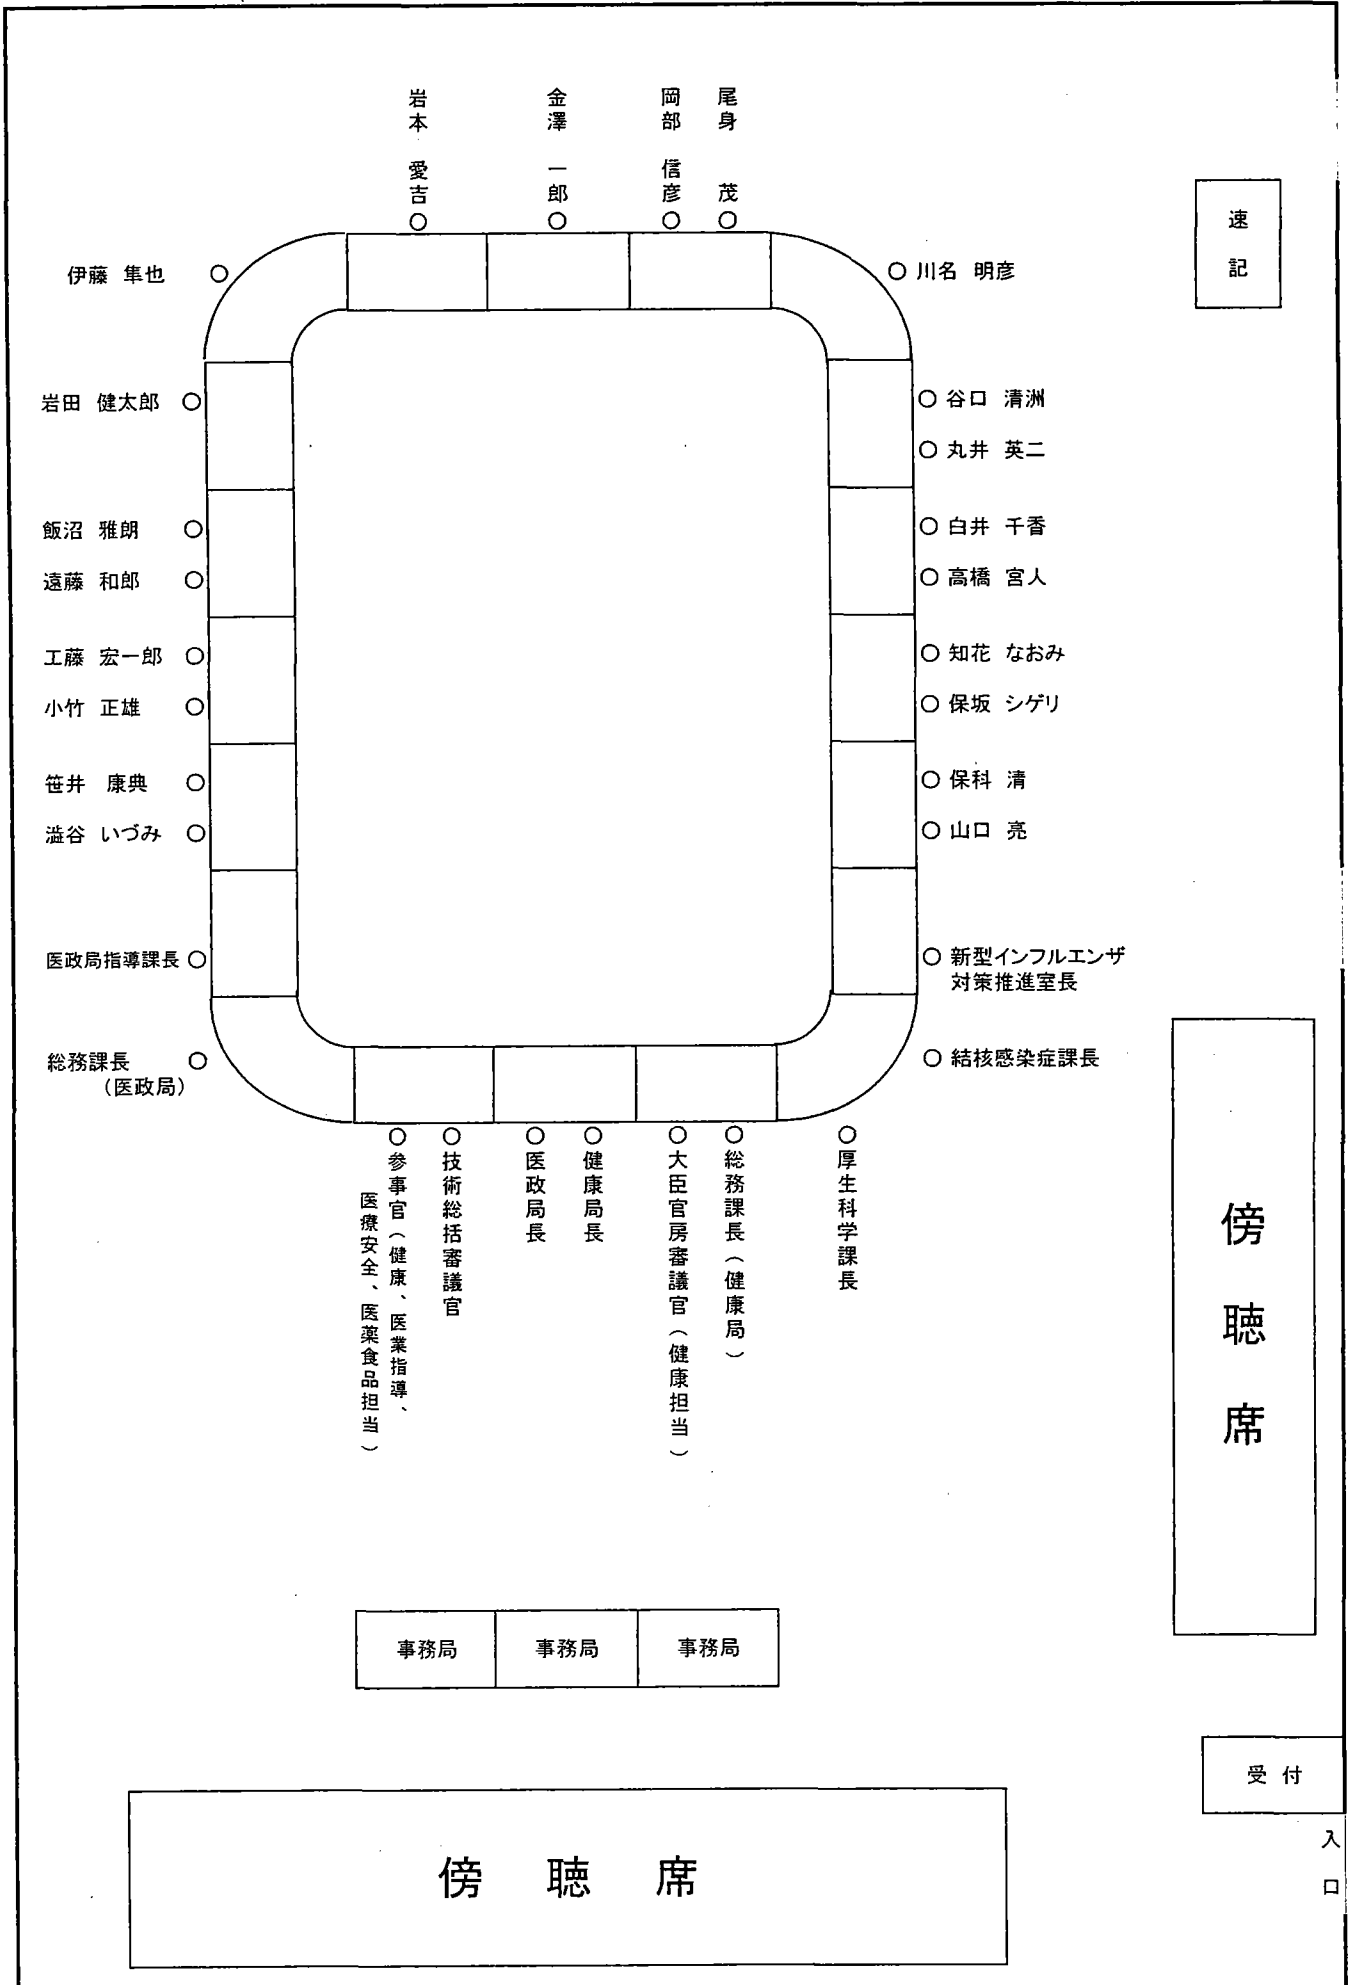 岩本 愛吉
金澤 一郎
岡部 信彦
尾身 茂
速記
伊藤 隼也
川名 明彦
岩田 健太郎
谷口 清洲
丸井 英二
飯沼 雅朗
白井 千香
遠藤 和郎
高橋 宮人
工藤 宏一郎
知花 なおみ
小竹 正雄
保坂 シゲリ
笹井 康典
保科 清
澁谷 いづみ
山口 亮
医政局指導課長
新型インフルエンザ
対策推進室長
総務課長
(医政局)
結核感染症課長
参事官(健康、医業指導、
医療安全、医薬食品担当)
技術総括審議官
医政局長
健康局長
大臣官房審議官(健康担当)
総務課長(健康局)
厚生科学課長
傍聴席
事務局
事務局
事務局
受付
入口
傍聴席